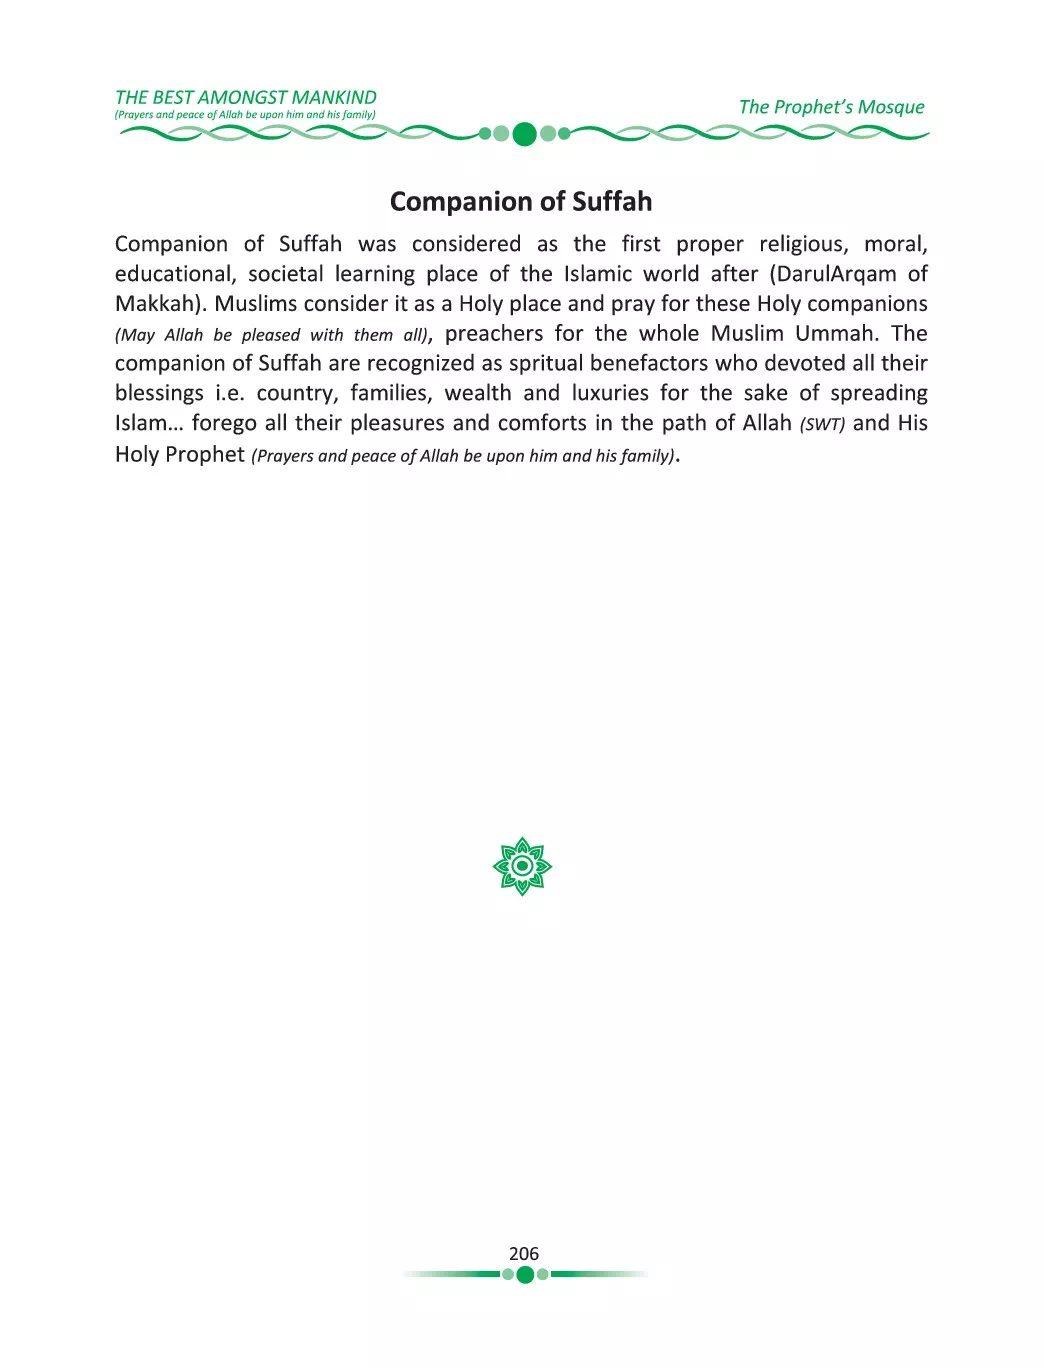 THE BEST AMONGST MANKIND
(Prayers and peace of Allah be upon him and his family)
The Prophet's Mosque
Companion of Suffah
Companion of Suffah was considered as the first proper religious, moral,
educational, societal learning place of the Islamic world after (DarulArqam of
Makkah). Muslims consider it as a Holy place and pray for these Holy companions
(May Allah be pleased with them all), preachers for the whole Muslim Ummah. The
companion of Suffah are recognized as spritual benefactors who devoted all their
blessings i.e. country, families, wealth and luxuries for the sake of spreading
Islam... forego all their pleasures and comforts in the path of Allah (SWT) and His
Holy Prophet (Prayers and peace of Allah be upon him and his family).
206